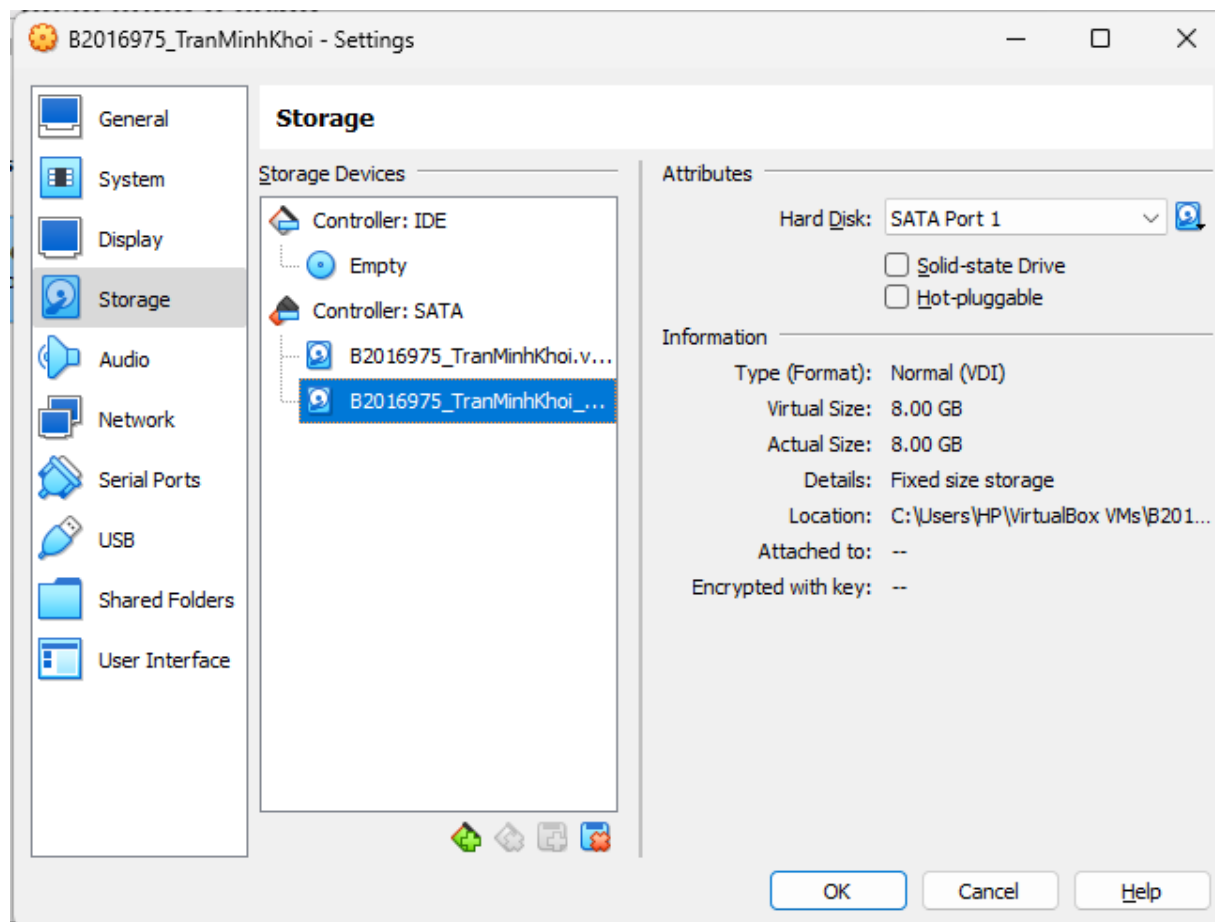 B2016975_TranMinhKhoi - Settings
General
System
Display
Storage
Audio
Network
Serial Ports
USB
Shared Folders
User Interface
Storage
Storage Devices
Controller: IDE
Empty
Controller: SATA
B2016975_TranMinhKhoi.v...
B2016975_TranMinhKhoi_...
Attributes
Hard Disk: SATA Port 1
Solid-state Drive
Hot-pluggable
Information
Type (Format): Normal (VDI)
Virtual Size: 8.00 GB
Actual Size: 8.00 GB
Details: Fixed size storage
Location: C:\Users\HP\VirtualBox VMs\B201...
Attached to: --
Encrypted with key: --
OK Cancel Help